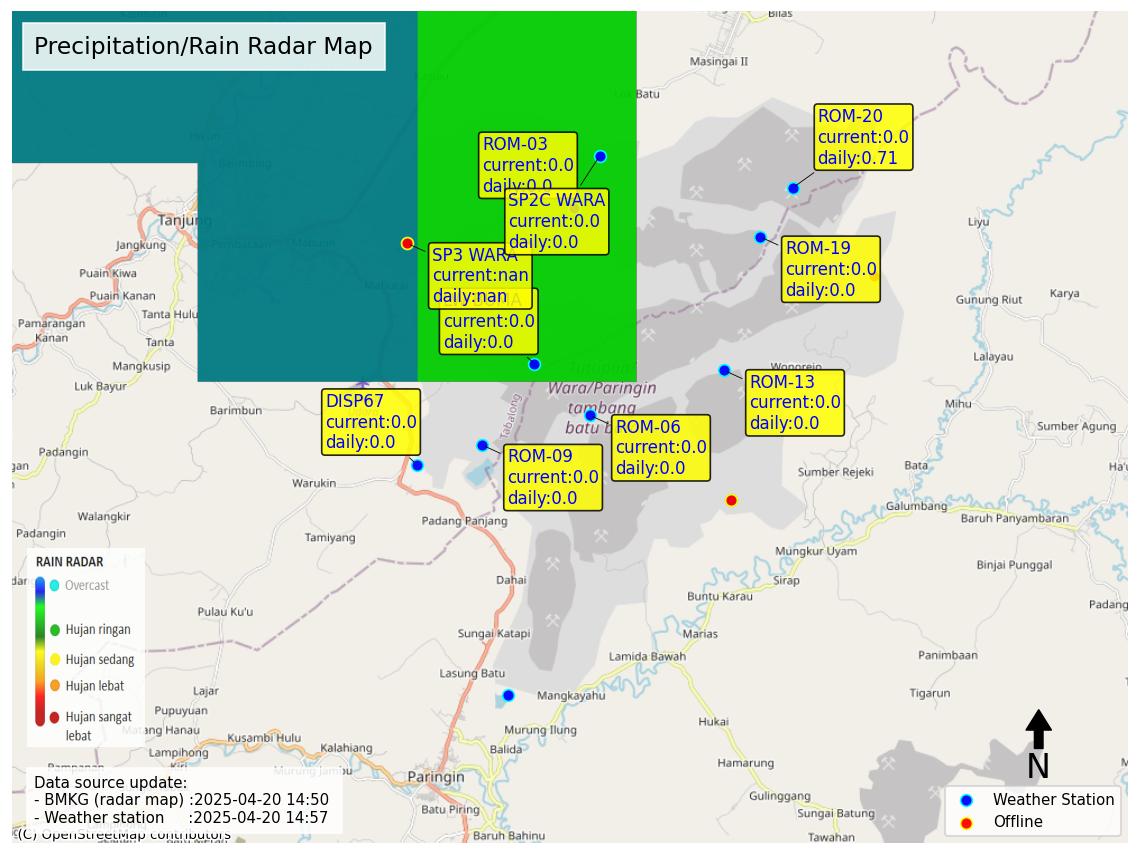 Precipitation/Rain Radar Map
Bilas
Masingai II
Batu
ROM-20
current:0.0
daily:0.71
ROM-03
current:0.0
daily:0.0
SP2C WARA
current:0.0
daily:0.0
Tanjung
Jangkung
Liyu
ROM-19
current:0.0
daily:0.0
SP3 WARA
current:nan
daily:nan
current:0.0
daily:0.0
Puain Kiwa
Puain Kanan
Tanta Hulu
Gunung Riut
Karya
Pamarangan
Kanan
Tanta
Mangkusip
Lalayau
Luk Bayur
Wonorejo
Tutupan
Wara/Paringin
tambang
batu b
ROM-13
current:0.0
daily:0.0
Tabalong
DISP67
current:0.0
daily:0.0
Barimbun
Mihu
ROM-06
current:0.0
daily:0.0
Sumber Agung
ROM-09
current:0.0
daily:0.0
Padangin
Bata
Sumber Rejeki
Warukin
Galumbang
Baruh Panyambaran
Walangkir
Padang Panjang
Padangin
Tamiyang
Mungkur Uyam
Binjai Punggal
RAIN RADAR
Overcast
Hujan ringan
Hujan sedang
Hujan lebat
Hujan sangat
lebat
Dahai
Sirap
Buntu Karau
Padang
Pulau Ku'u
Sungai Katapi
Marias
Lamida Bawah
Panimbaan
Lasung Batu
Lajar
Mangkayahu
Tigarun
Pupuyuan
Matang Hanau
Hukai
Murung Ilung
Kusambi Hulu
Kalahiang
Lampihong
Balida
Hamarung
N
Murung Jambu
Paringin
Data source update:
- BMKG (radar map) :2025-04-20 14:50
- Weather station :2025-04-20 14:57
Gulinggang
Batu Piring
Sungai Batung
Weather Station
Offline
(C) OpenStreetMap contributors
Baruh Bahinu
Tawahan